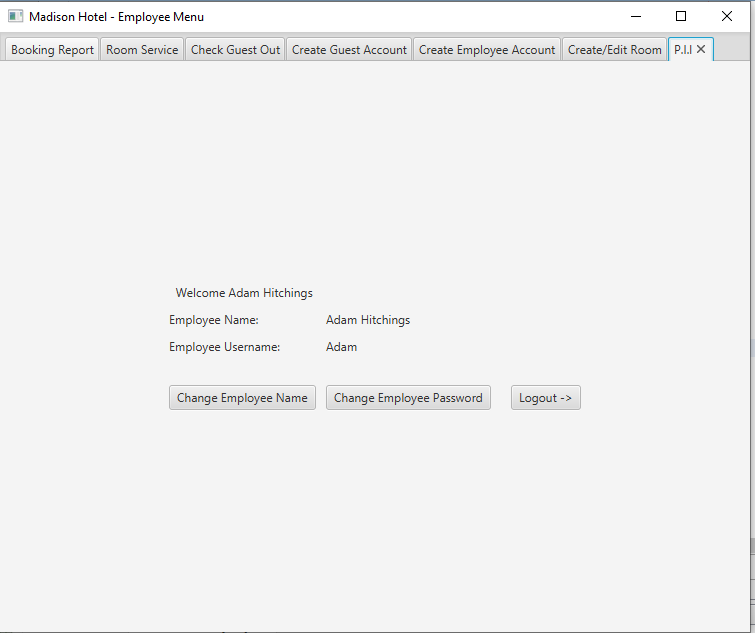 Madison Hotel - Employee Menu
Booking Report Room Service Check Guest Out Create Guest Account Create Employee Account Create/Edit Room P.I.I
Welcome Adam Hitchings
Employee Name: Adam Hitchings
Employee Username: Adam
Change Employee Name Change Employee Password Logout ->